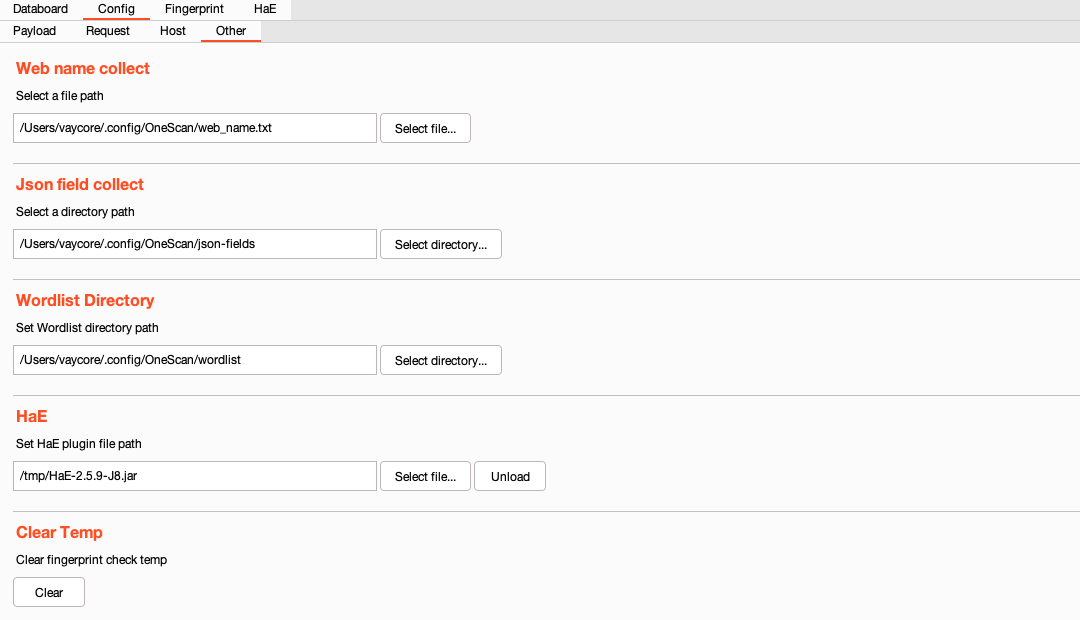 Databoard Config Fingerprint HaE
Payload Request Host Other
Web name collect
Select a file path
/Users/vaycore/.config/OneScan/web_name.txt Select file...
Json field collect
Select a directory path
/Users/vaycore/.config/OneScan/json-fields Select directory...
Wordlist Directory
Set Wordlist directory path
/Users/vaycore/.config/OneScan/wordlist Select directory...
HaE
Set HaE plugin file path
/tmp/HaE-2.5.9-J8.jar Select file... Unload
Clear Temp
Clear fingerprint check temp
Clear